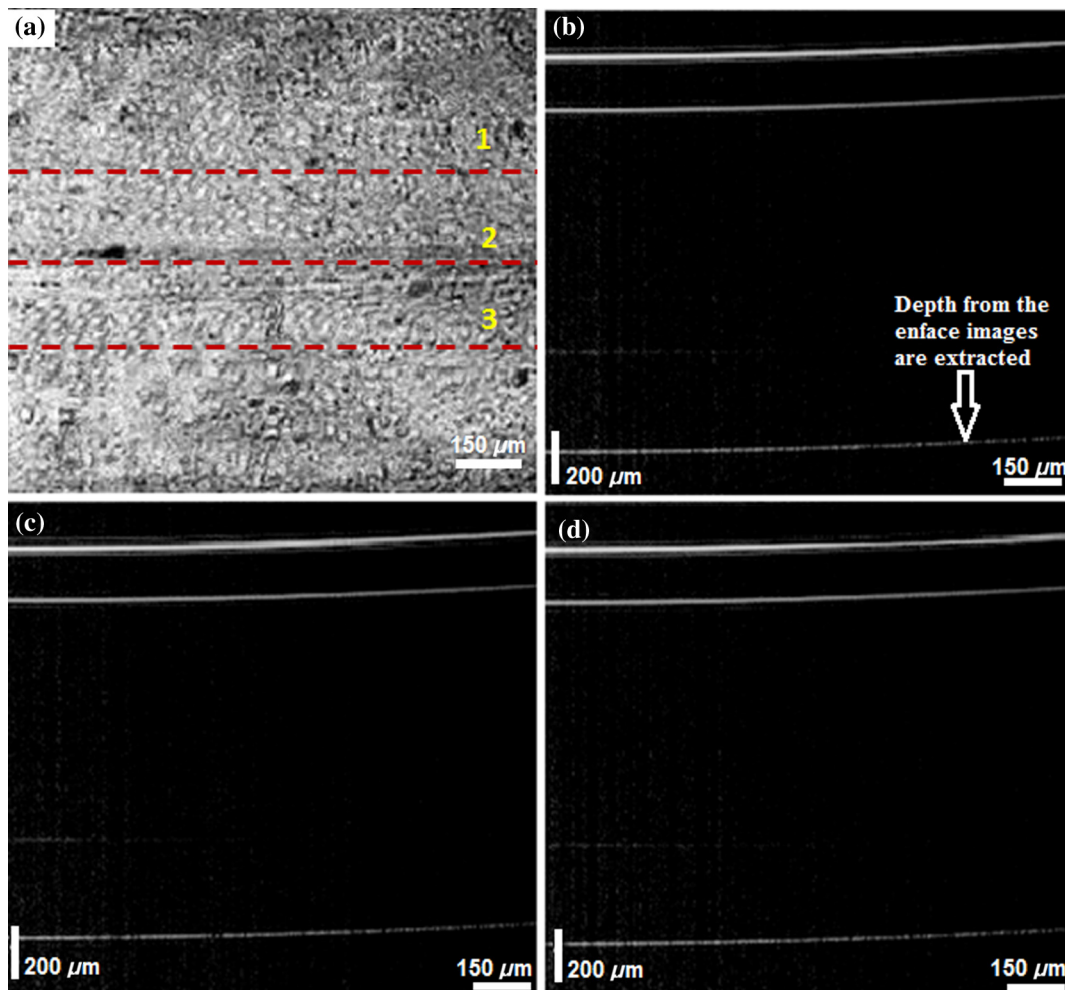 (a)
1
2
3
150 µm
(b)
Depth from the
enface images
are extracted
200 µm
150 µm
(c)
200 µm
150 µm
(d)
200 µm
150 µm